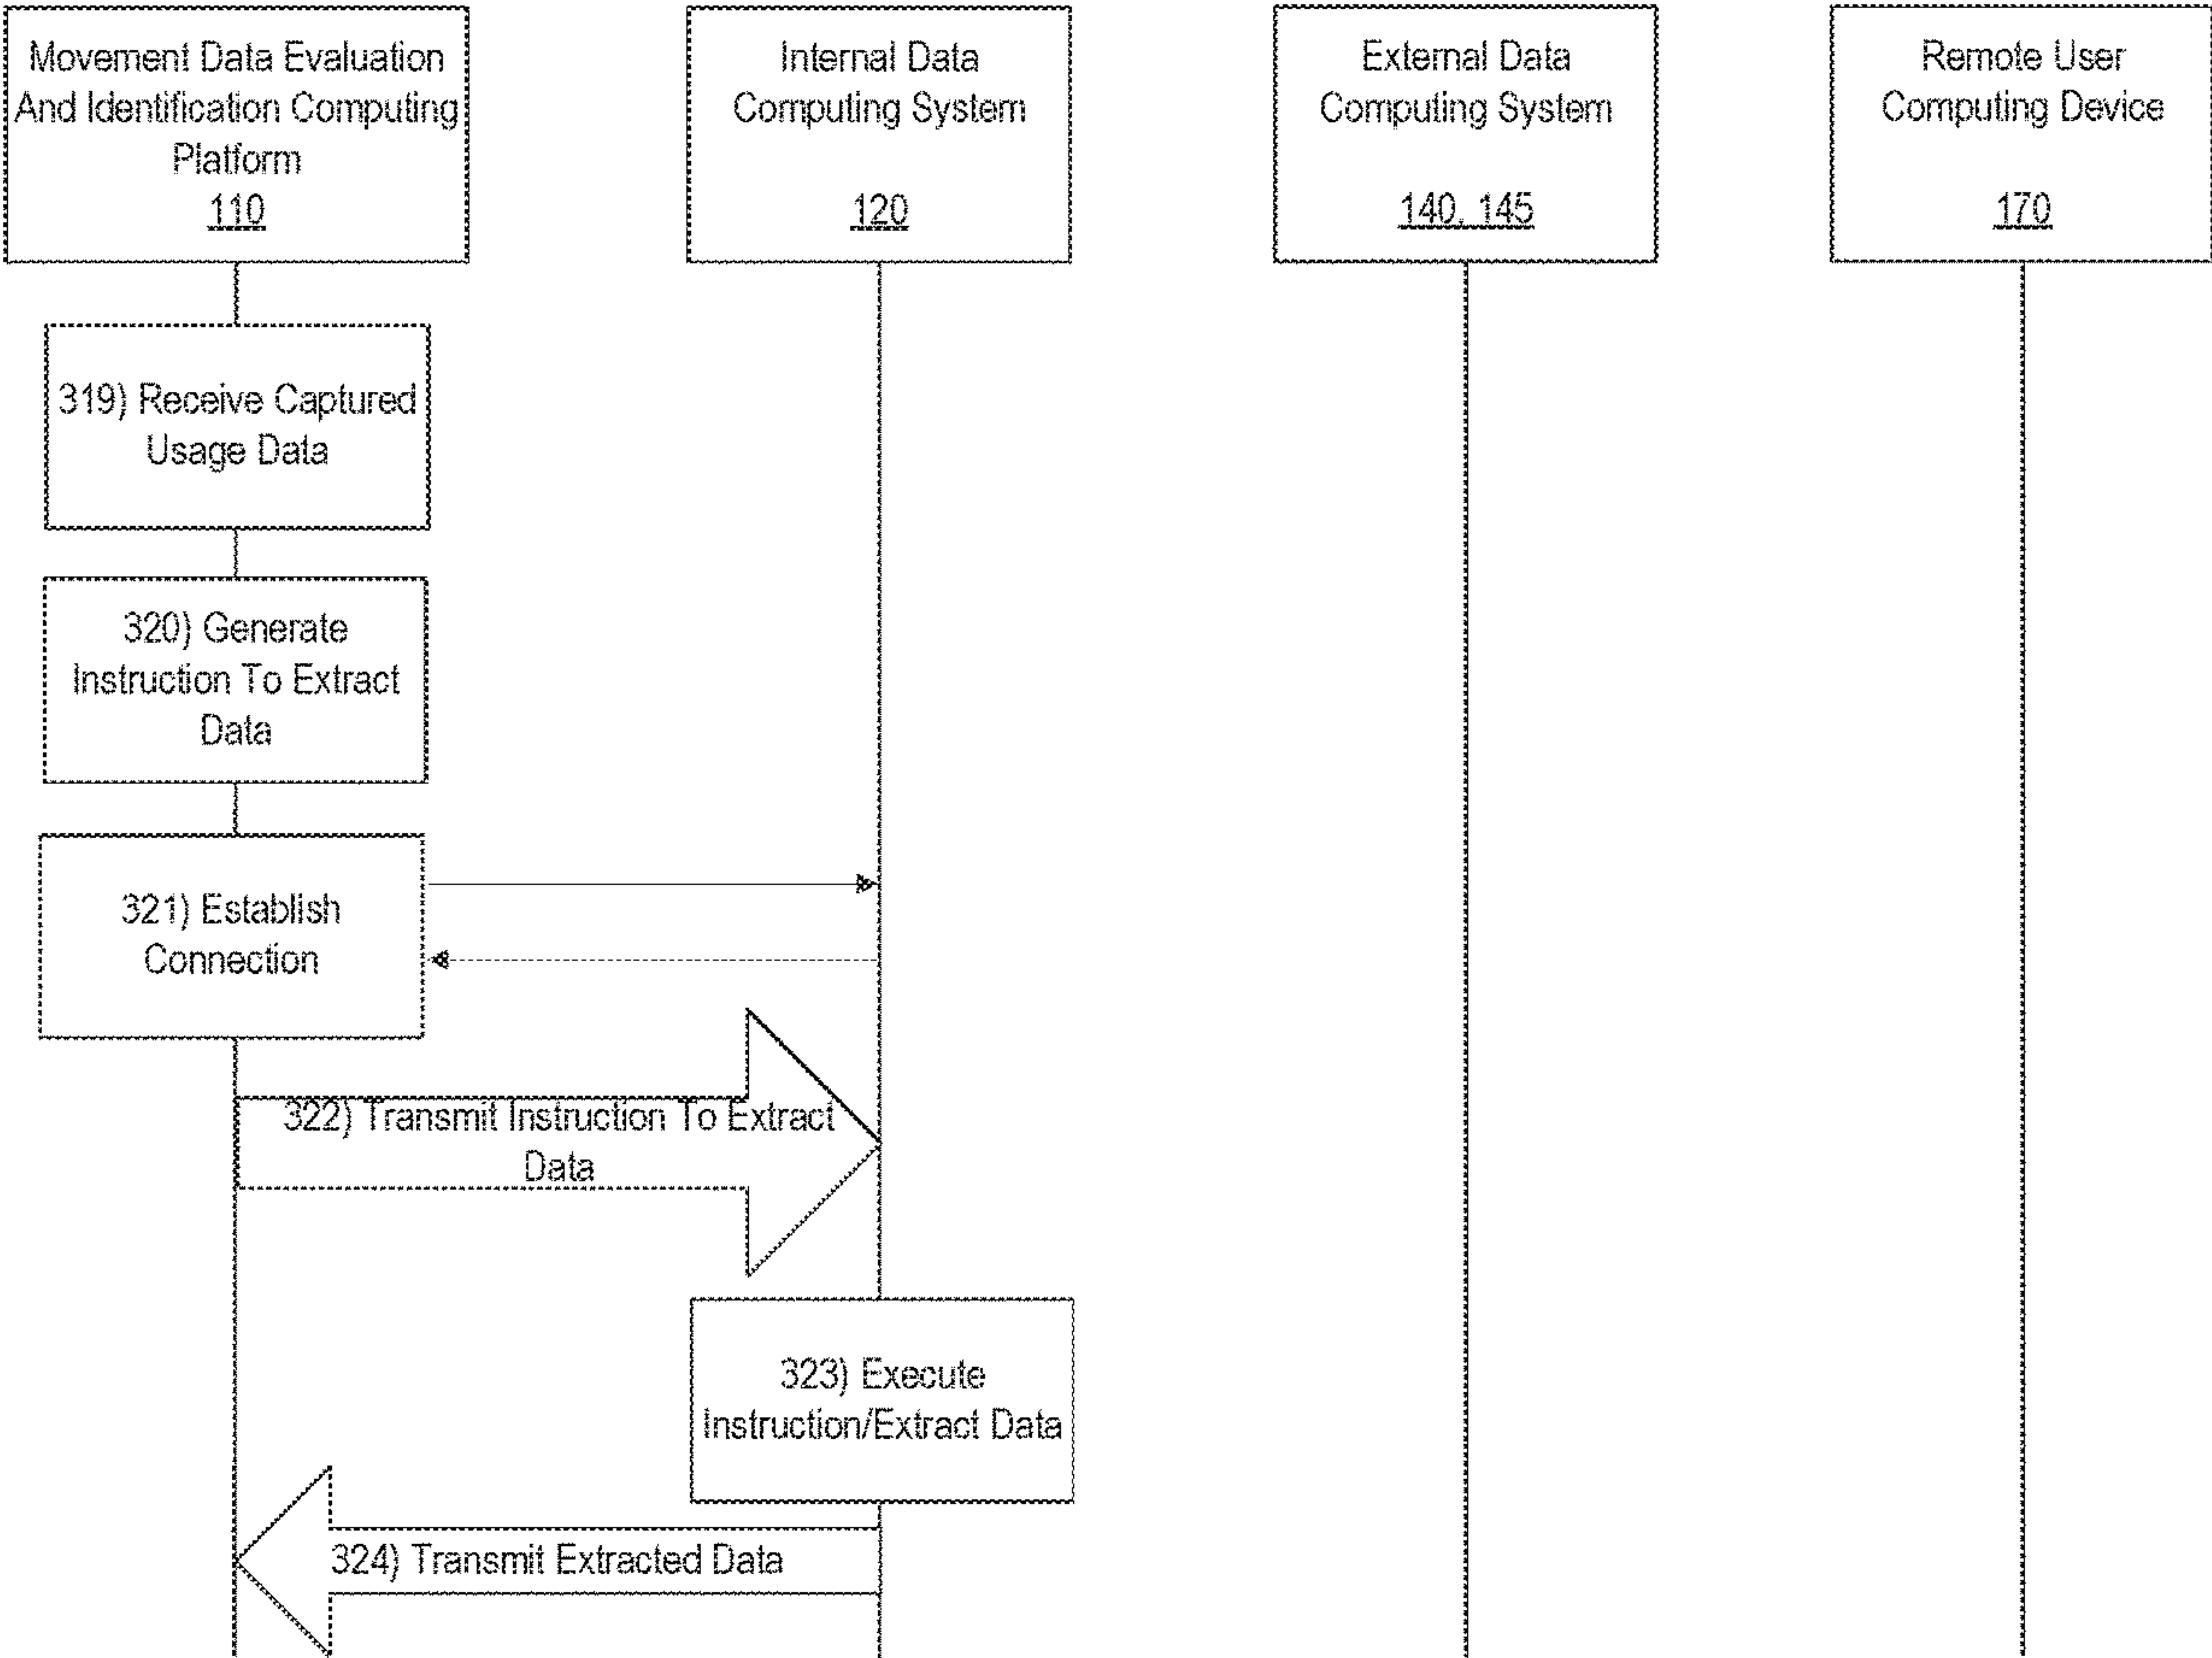 Movement Data Evaluation
And Identification Computing
Platform
110
Internal Data
Computing System
120
External Data
Computing System
140, 145
Remote User
Computing Device
170
319) Receive Captured
Usage Data
320) Generate
Instruction To Extract
Data
321) Establish
Connection
322) Transmit Instruction To Extract
Data
323) Execute
Instruction/Extract Data
324) Transmit Extracted Data